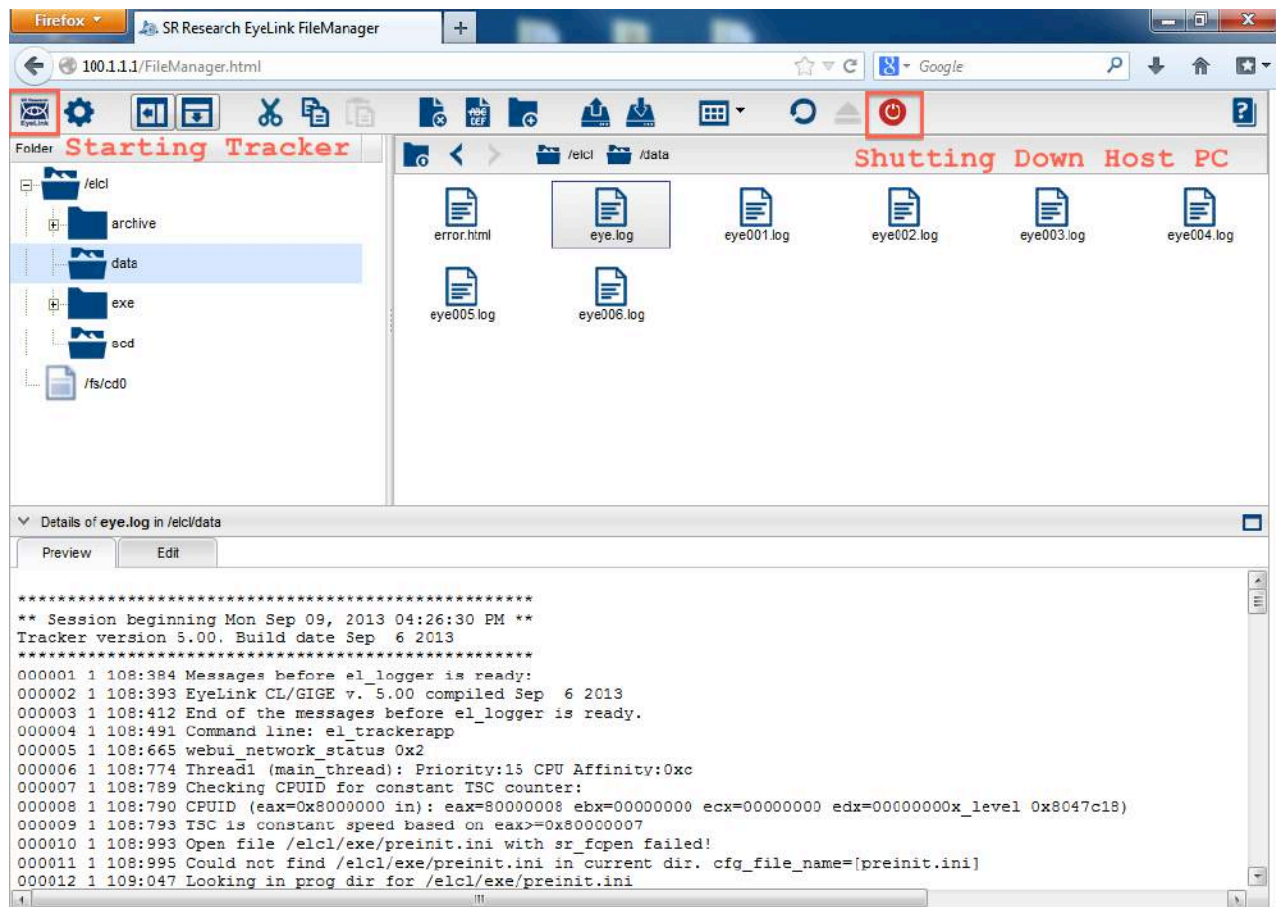 Firefox
SR Research EyeLink FileManager
100.1.1.1/FileManager.html
Google
EyeLink
ABC
DEF
Folder
Starting Tracker
/elcl
/data
Shutting Down Host PC
/elcl
archive
data
exe
/fs/cd0
error.html
eye.log
eye001.log
eye002.log
eye003.log
eye004.log
eye005.log
eye006.log
Details of eye.log in /elcl/data
Preview
Edit
****************************************************
** Session beginning Mon Sep 09, 2013 04:26:30 PM **
Tracker version 5.00. Build date Sep  6 2013
****************************************************
000001 1 108:384 Messages before el_logger is ready:
000002 1 108:393 EyeLink CL/GIGE v. 5.00 compiled Sep  6 2013
000003 1 108:412 End of the messages before el_logger is ready.
000004 1 108:491 Command line: el_trackerapp
000005 1 108:665 webui_network_status 0x2
000006 1 108:774 Thread1 (main_thread): Priority:15 CPU Affinity:0xc
000007 1 108:789 Checking CPUID for constant TSC counter:
000008 1 108:790 CPUID (eax=0x8000000 in): eax=80000008 ebx=00000000 ecx=00000000 edx=00000000x_level 0x8047c18)
000009 1 108:793 TSC is constant speed based on eax>=0x80000007
000010 1 108:993 Open file /elcl/exe/preinit.ini with sr_fopen failed!
000011 1 108:995 Could not find /elcl/exe/preinit.ini in current dir. cfg_file_name=[preinit.ini]
000012 1 109:047 Looking in prog dir for /elcl/exe/preinit.ini